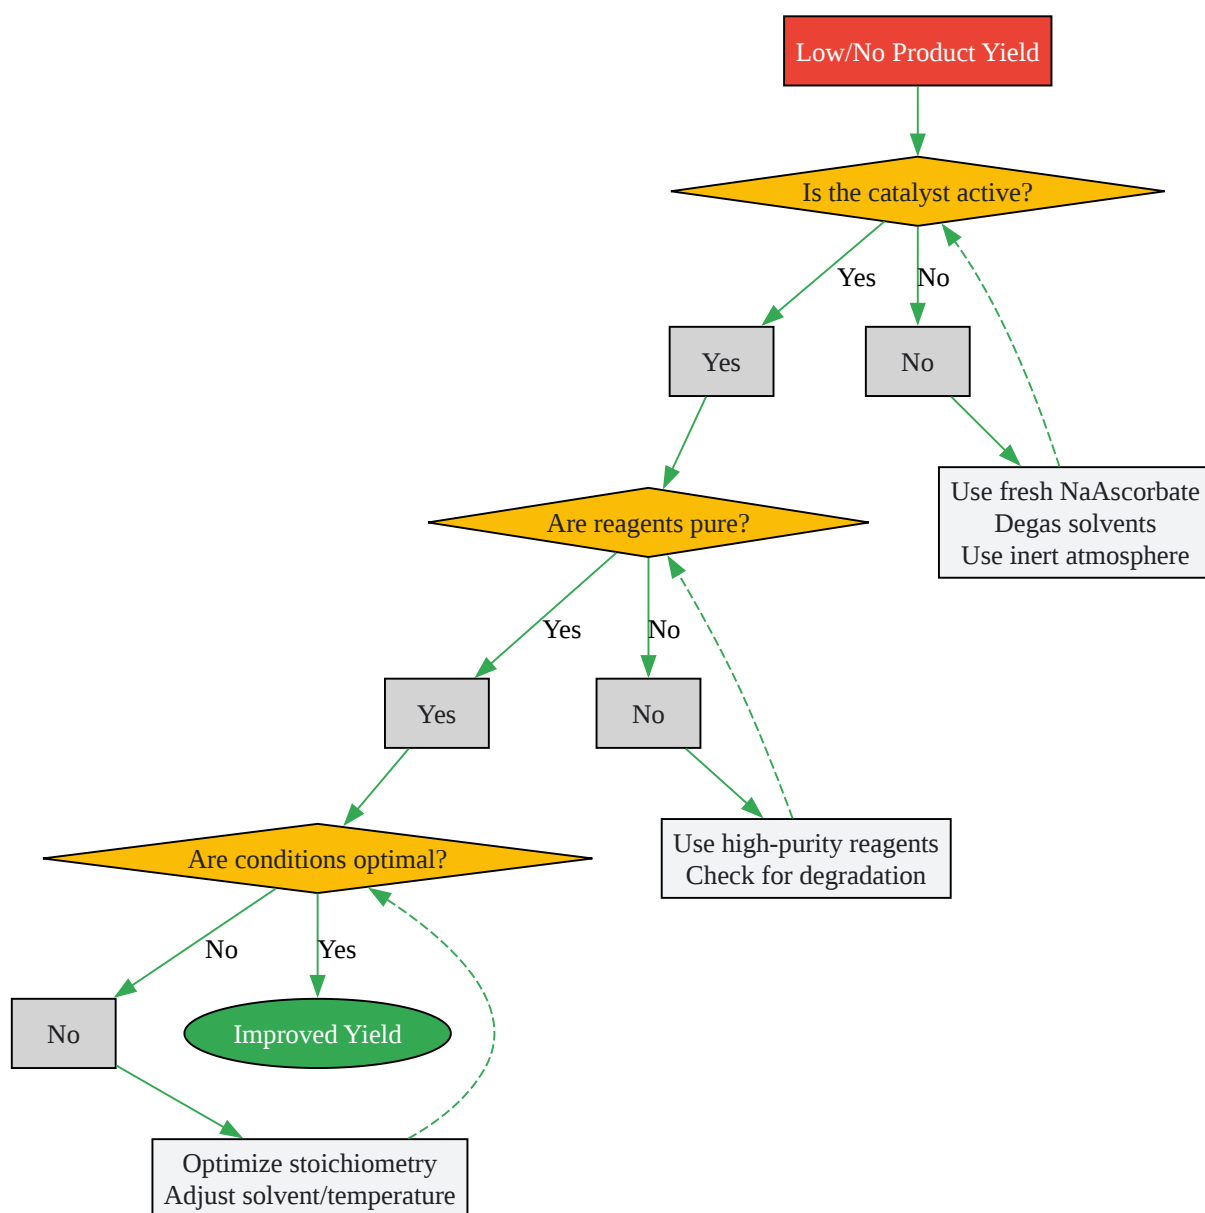 Low/No Product Yield
Is the catalyst active?
Yes
No
Yes
No
Use fresh NaAscorbate
Degas solvents
Use inert atmosphere
Are reagents pure?
Yes
No
Yes
No
Use high-purity reagents
Check for degradation
Are conditions optimal?
No
Yes
No
Improved Yield
Optimize stoichiometry
Adjust solvent/temperature